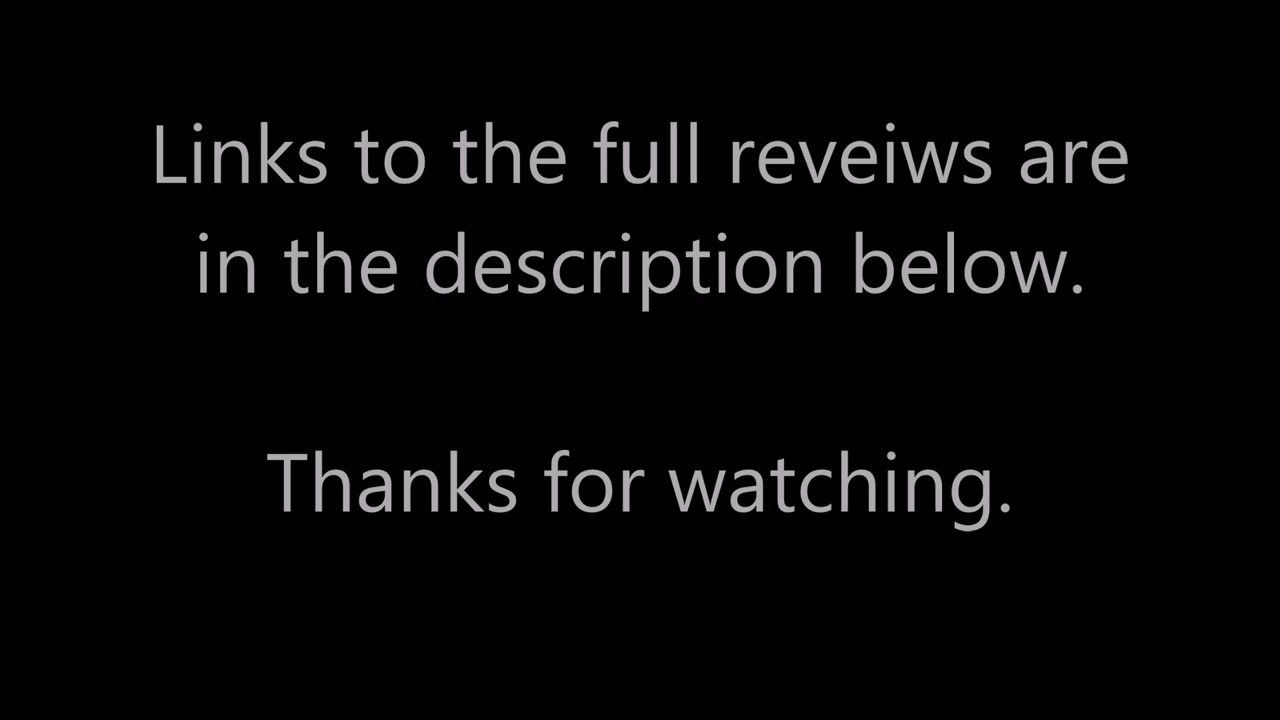 Links to the full reveiws are
in the description below.
Thanks for watching.